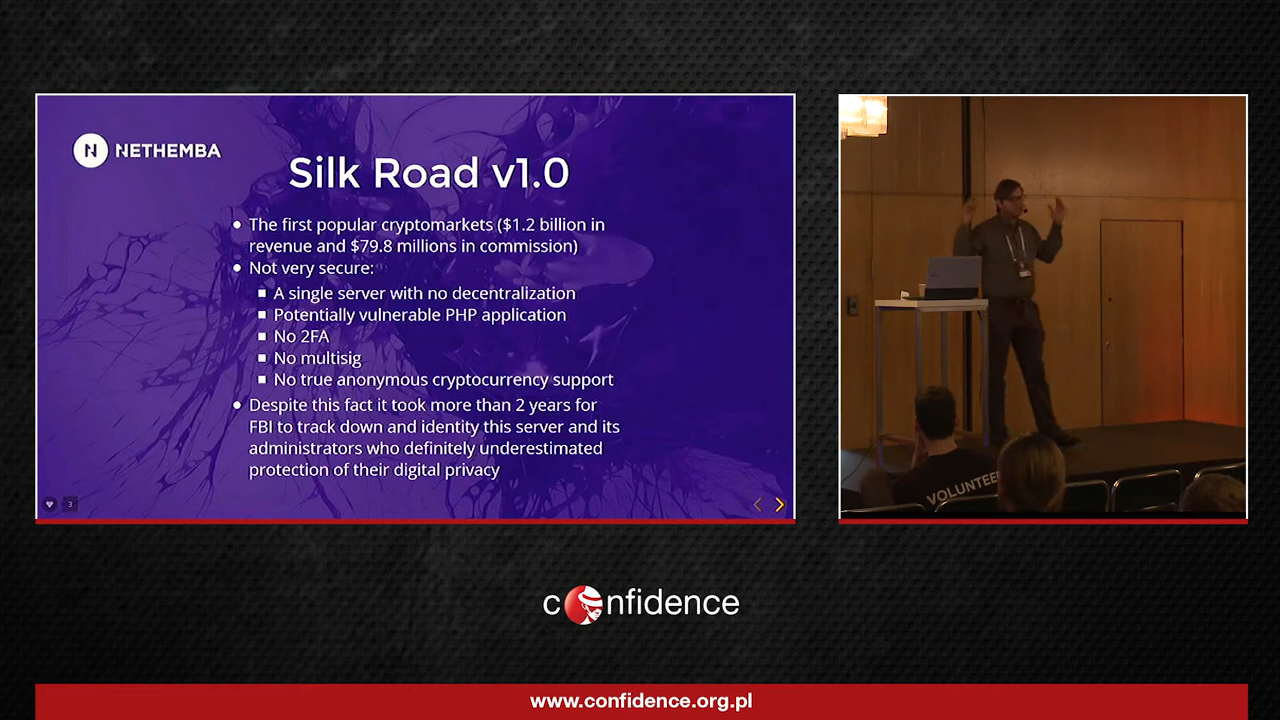 N NETHEMBA
Silk Road v1.0
The first popular cryptomarkets ($1.2 billion in
revenue and $79.8 millions in commission)
Not very secure:
A single server with no decentralization
Potentially vulnerable PHP application
No 2FA
No multisig
No true anonymous cryptocurrency support
Despite this fact it took more than 2 years for
FBI to track down and identity this server and its
administrators who definitely underestimated
protection of their digital privacy
3
VOLUNTEER
confidence
www.confidence.org.pl